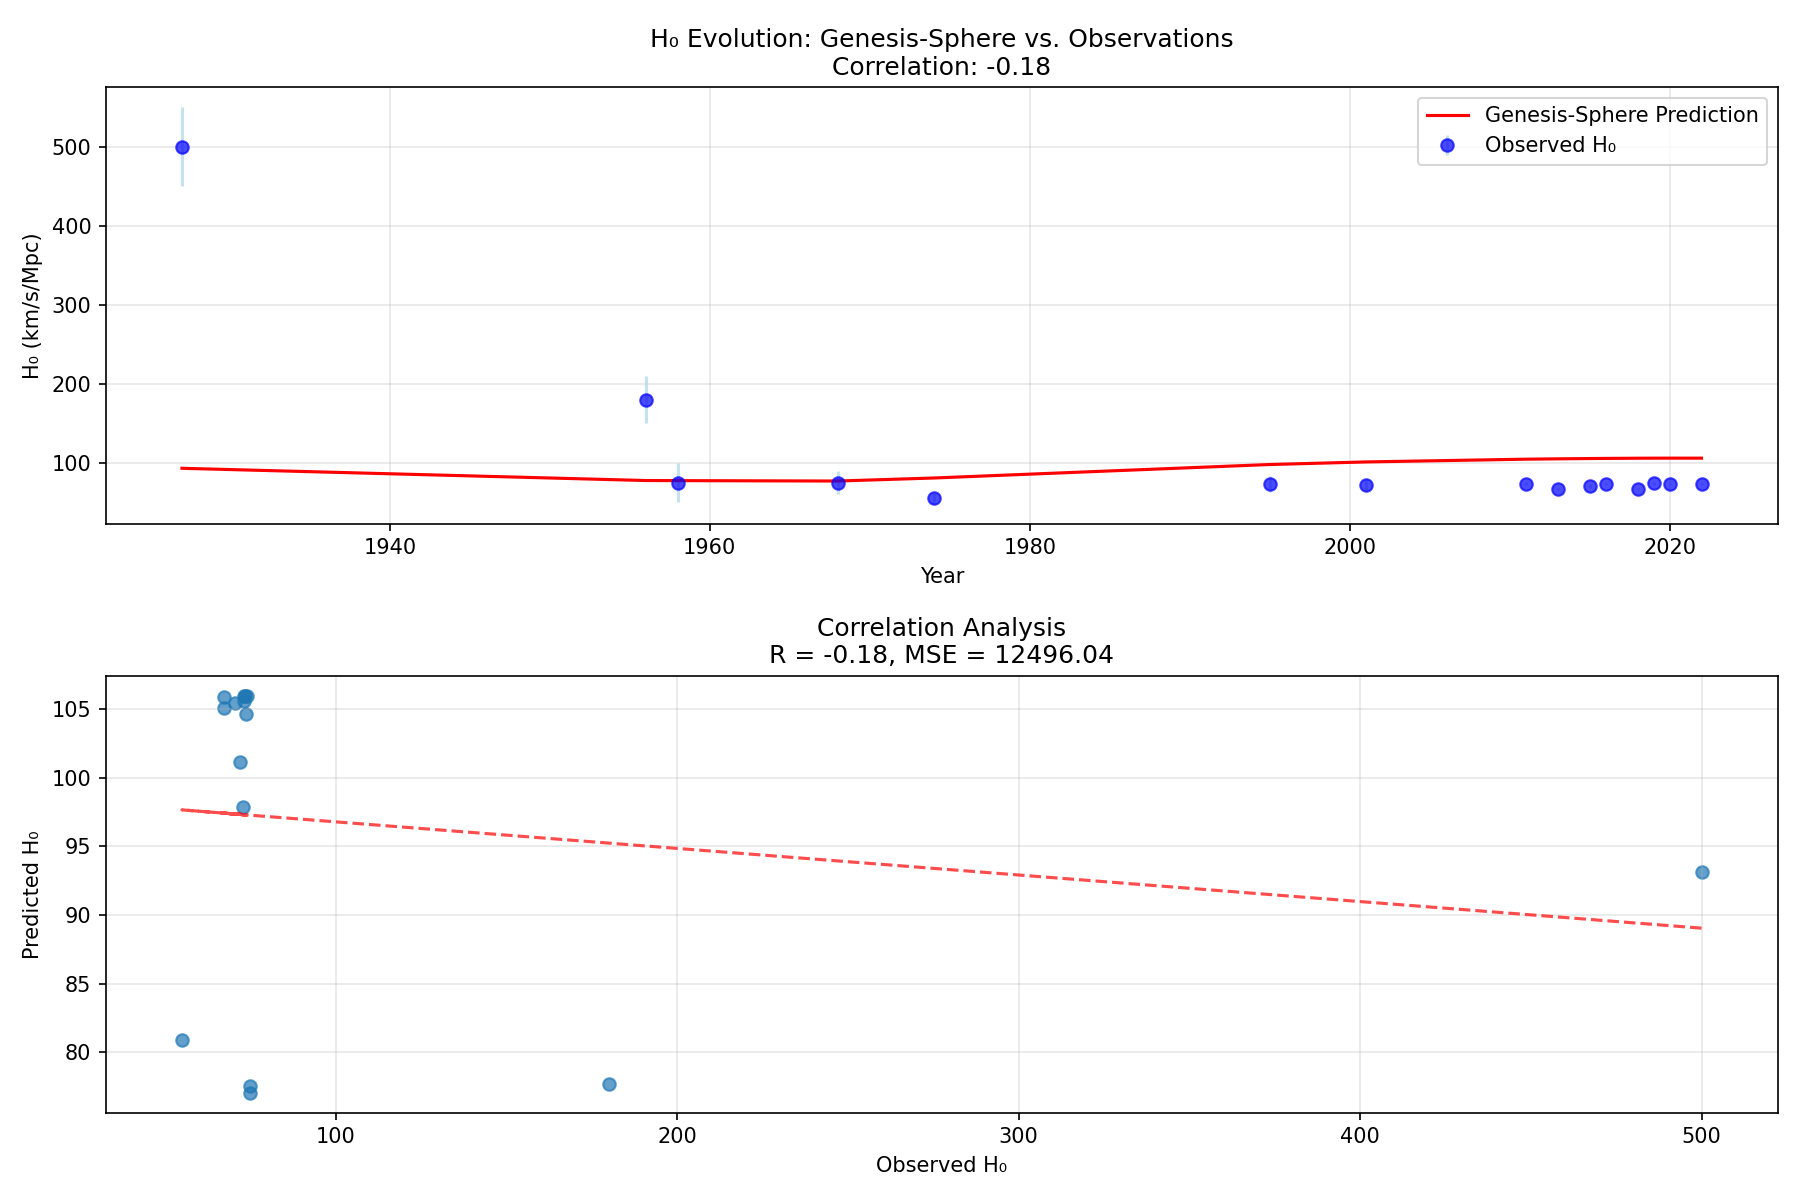 H₀ Evolution: Genesis-Sphere vs. Observations
Correlation: -0.18
Genesis-Sphere Prediction
Observed H₀
H₀ (km/s/Mpc)
500
400
300
200
100
1940
1960
1980
2000
2020
Year
Correlation Analysis
R = -0.18, MSE = 12496.04
Predicted H₀
105
100
95
90
85
80
100
200
300
400
500
Observed H₀